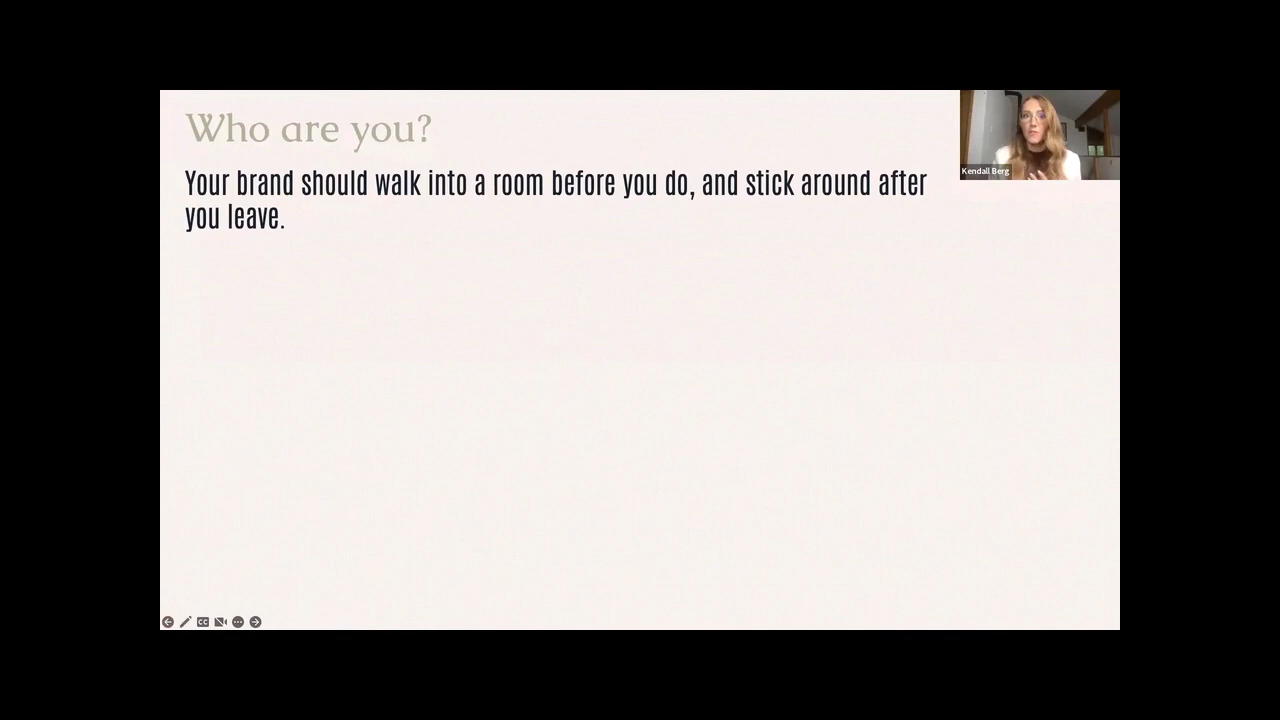 Who are you?
Your brand should walk into a room before you do, and stick around after
you leave.
Kendall Berg
CC